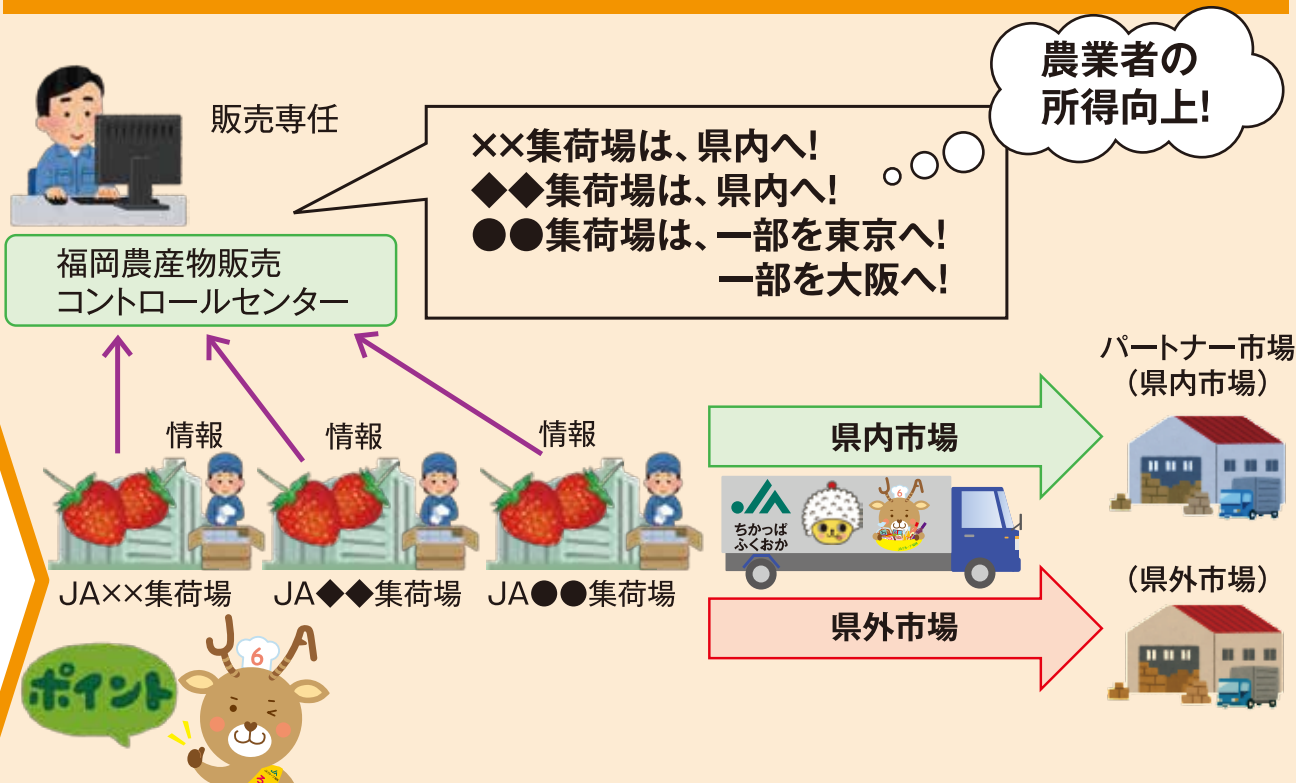 農業者の
所得向上!
販売専任
××集荷場は、県内へ!
◆◆集荷場は、県内へ!
●●集荷場は、一部を東京へ!
一部を大阪へ!
福岡農産物販売
コントロールセンター
情報
情報
情報
JA××集荷場
JA◆◆集荷場
JA●●集荷場
県内市場
JA
ちかっぱ
ふくおか
J6A
県外市場
パートナー市場
(県内市場)
(県外市場)
ポイント
J6A